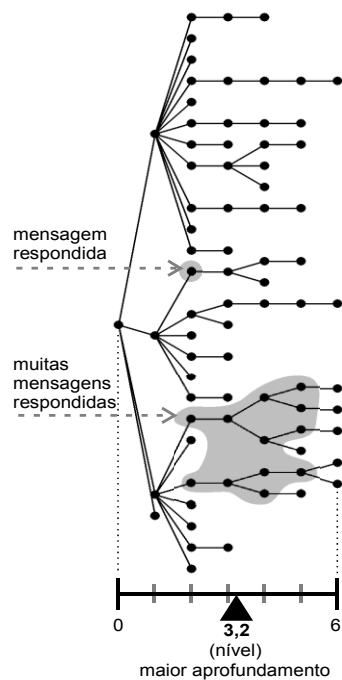 mensagem
respondida
muitas
mensagens
respondidas
0
6
3,2
(nível)
maior aprofundamento